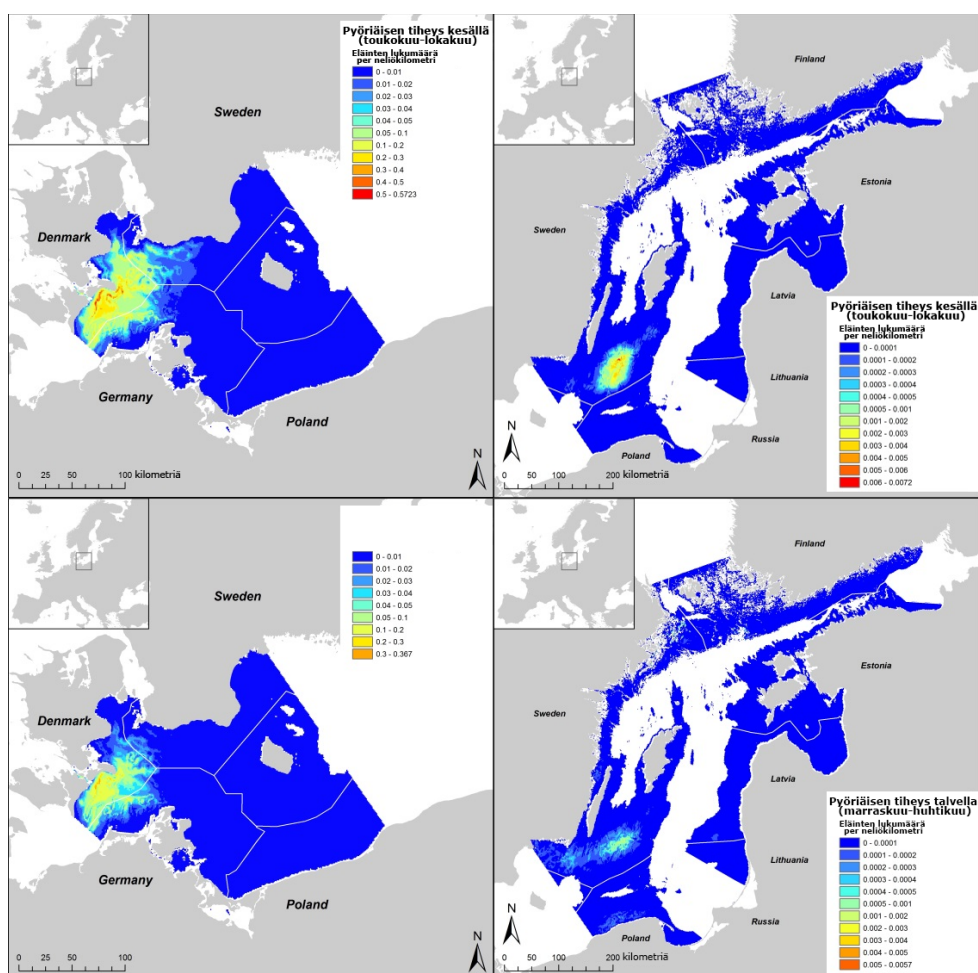 Pyöriäisen tiheys kesällä
(toukokuu-lokakuu)
Eläinten lukumäärä
per neliökilometri
0 - 0.01
0.01 - 0.02
0.02 - 0.03
0.03 - 0.04
0.04 - 0.05
0.05 - 0.1
0.1 - 0.2
0.2 - 0.3
0.3 - 0.4
0.4 - 0.5
0.5 - 0.5723
Sweden
Denmark
Germany
Poland
N
0 25 50 100 kilometriä
Finland
Estonia
Sweden
Latvia
Lithuania
Russia
Poland
Pyöriäisen tiheys kesällä
(toukokuu-lokakuu)
Eläinten lukumäärä
per neliökilometri
0 - 0.0001
0.0001 - 0.0002
0.0002 - 0.0003
0.0003 - 0.0004
0.0004 - 0.0005
0.0005 - 0.001
0.001 - 0.002
0.002 - 0.003
0.003 - 0.004
0.004 - 0.005
0.005 - 0.006
0.006 - 0.0072
N
0 50 100 200 kilometriä
0 - 0.01
0.01 - 0.02
0.02 - 0.03
0.03 - 0.04
0.04 - 0.05
0.05 - 0.1
0.1 - 0.2
0.2 - 0.3
0.3 - 0.367
Sweden
Denmark
Germany
Poland
N
0 25 50 100
Finland
Estonia
Sweden
Latvia
Lithuania
Russia
Poland
Pyöriäisen tiheys talvella
(marraskuu-huhtikuu)
Eläinten lukumäärä
per neliökilometri
0 - 0.0001
0.0001 - 0.0002
0.0002 - 0.0003
0.0003 - 0.0004
0.0004 - 0.0005
0.0005 - 0.001
0.001 - 0.002
0.002 - 0.003
0.003 - 0.004
0.004 - 0.005
0.005 - 0.0057
N
0 50 100 200